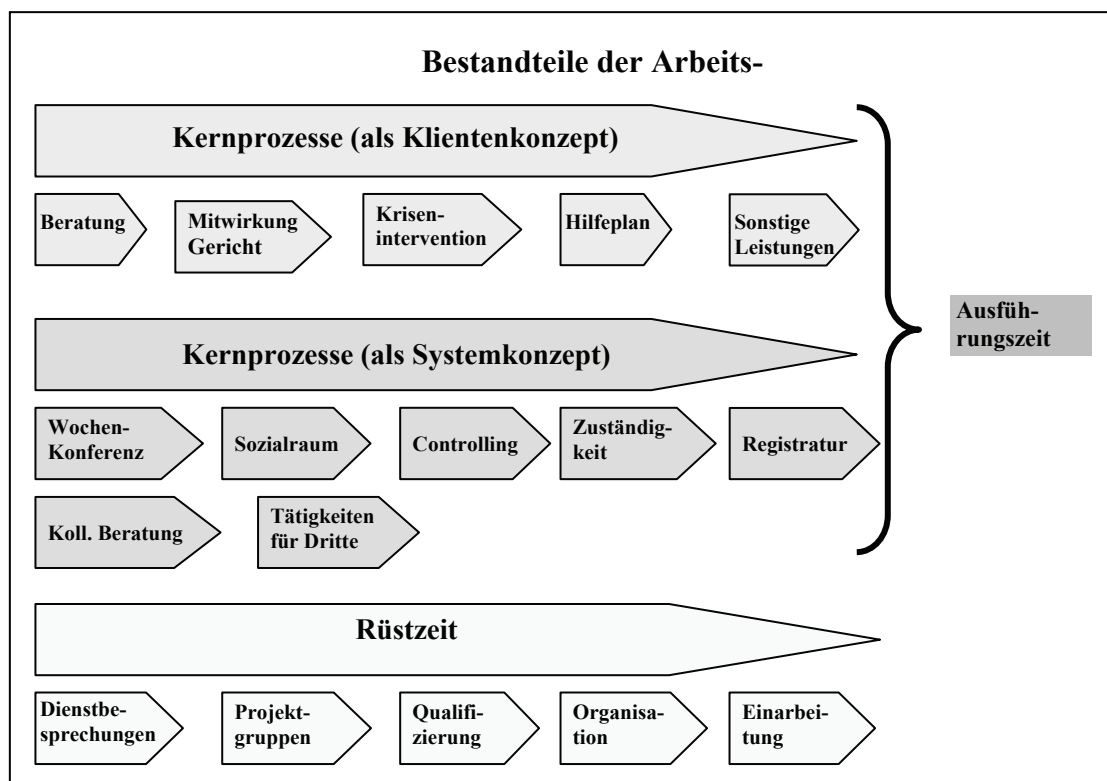 Bestandteile der Arbeits-
Kernprozesse (als Klientenkonzept)
Beratung
Mitwirkung
Gericht
Krisen-
intervention
Hilfeplan
Sonstige
Leistungen
Ausfüh-
rungszeit
Kernprozesse (als Systemkonzept)
Wochen-
Konferenz
Sozialraum
Controlling
Zuständig-
keit
Registratur
Koll. Beratung
Tätigkeiten
für Dritte
Rüstzeit
Dienstbe-
sprechungen
Projekt-
gruppen
Qualifi-
zierung
Organisa-
tion
Einarbei-
tung